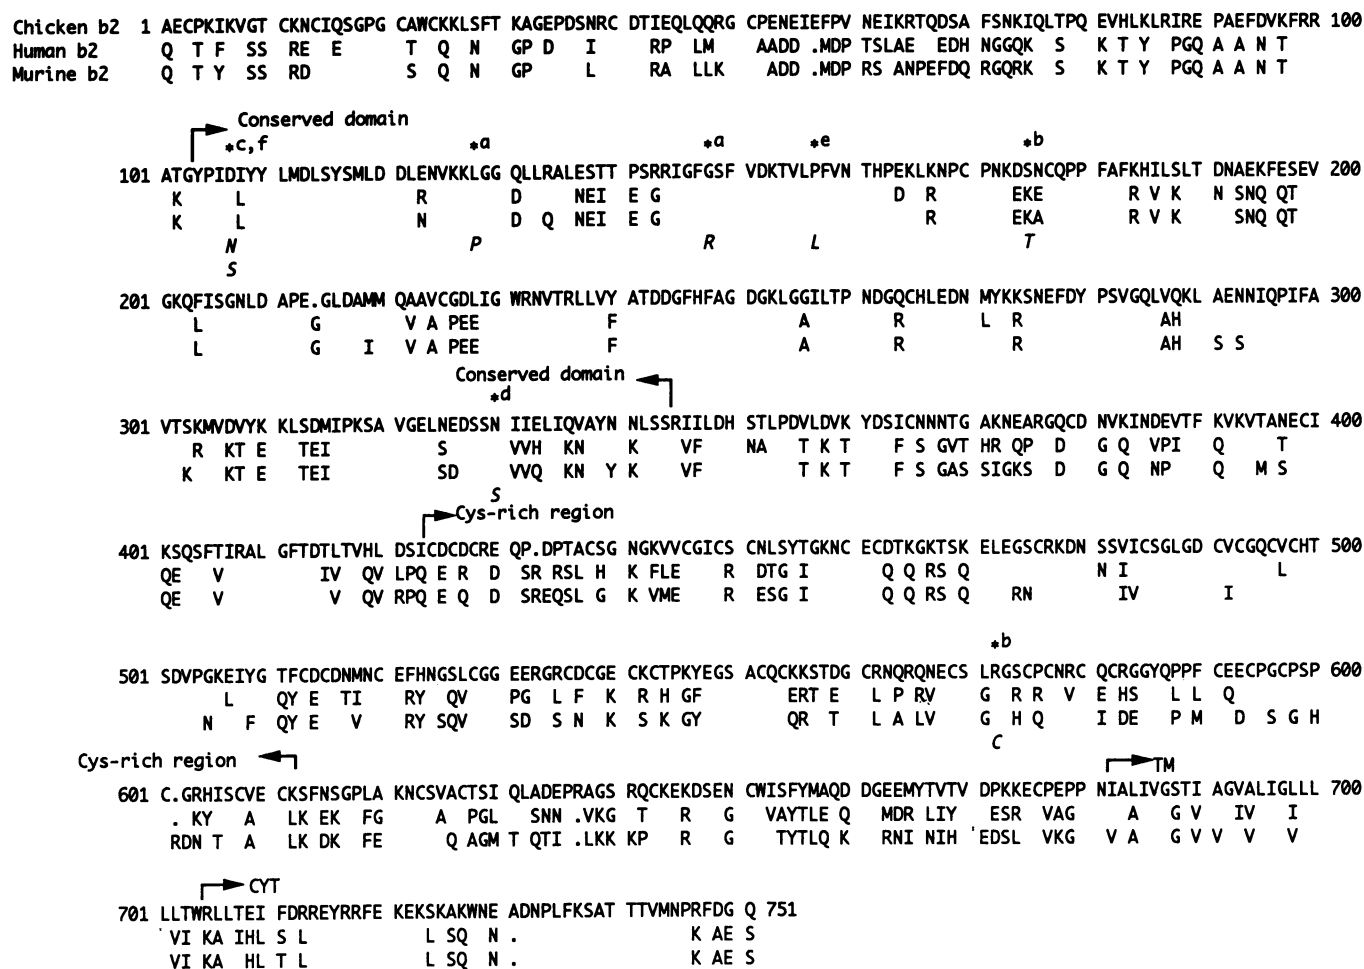 Chicken b2 1 AECPKIKVGT CKNCIQSGPG CAWCKKLSFT KAGEPDSNRC DTIEQLQQRG CPENEIEFPV NEIKRTQDSA FSNKIQLTPQ EVHLKLRIRE PAEFDVKFRR 100
Human b2 Q T F SS RE E T Q N GP D I RP LM AADD .MDP TSLAE EDH NGGQK S K T Y PGQ A A N T
Murine b2 Q T Y SS RD S Q N GP L RA LLK ADD .MDP RS ANPEFDQ RGQRK S K T Y PGQ A A N T
Conserved domain
*c,f *a *a *e *b
101 ATGYPIDIYY LMDLSYSMLD DLENVKKLGG QLLRALESTT PSRRIGFGSF VDKTVLPFVN THPEKLKNPC PNKDSNCQPP FAFKHILSLT DNAEKFESEV 200
K L R D NEI E G D R EKE R V K N SNQ QT
K L N D Q NEI E G R EKA R V K SNQ QT
N P R L T
S
201 GKQFISGNLD APE.GLDAMM QAAVCGDLIG WRNVTRLLVY ATDDGFHFAG DGKLGGILTP NDGQCHLEDN MYKKSNEFDY PSVGQLVQKL AENNIQPIFA 300
L G V A PEE F A R L R AH
L G I V A PEE F A R R AH S S
Conserved domain
*d
301 VTSKMVDVYK KLSDMIPKSA VGELNEDSSN IIELIQVAYN NLSSRIILDH STLPDVLDVK YDSICNNNTG AKNEARGQCD NVKINDEVTF KVKVTANECI 400
R KT E TEI S VVH KN K VF NA T K T F S GVT HR QP D G Q VPI Q T
K KT E TEI SD VVQ KN Y K VF T K T F S GAS SIGKS D G Q NP Q M S
S
Cys-rich region
401 KSQSFTIRAL GFTDTLTVHL DSICDCDCRE QP.DPTACSG NGKVVCGICS CNLSYTGKNC ECDTKGKTSK ELEGSCRKDN SSVICSGLGD CVCGQCVCHT 500
QE V IV QV LPQ E R D SR RSL H K FLE R DTG I Q Q RS Q N I L
QE V V QV RPQ E Q D SREQSL G K VME R ESG I Q Q RS Q RN IV I
*b
501 SDVPGKEIYG TFCDCDNMNC EFHNGSLCGG EERGRCDCGE CKCTPKYEGS ACQCKKSTDG CRNQRQNECS LRGSCPCNRC QCRGGYQPPF CEECPGCPSP 600
L QY E TI RY QV PG L F K R H GF ERT E L P RV G R R V E HS L L Q
N F QY E V RY SQV SD S N K S K GY QR T L A LV G H Q I DE P M D S G H
C
Cys-rich region
601 C.GRHISCVE CKSFNSGPLA KNCSVACTSI QLADEPRAGS RQCKEKDSEN CWISFYMAQD DGEEMYTVTV DPKKECPEPP NIALIVGSTI AGVALIGLLL 700
TM
. KY A LK EK FG A PGL SNN .VKG T R G VAYTLE Q MDR LIY ESR VAG A G V IV I
RDN T A LK DK FE Q AGM T QTI .LKK KP R G TYTLQ K RNI NIH EDSL VKG V A G V V V V
CYT
701 LLTWRLLTEI FDRREYRRFE KEKSKAKWNE ADNPLFKSAT TTVMNPRFDG Q 751
VI KA IHL S L L SQ N . K AE S
VI KA HL T L L SQ N . K AE S